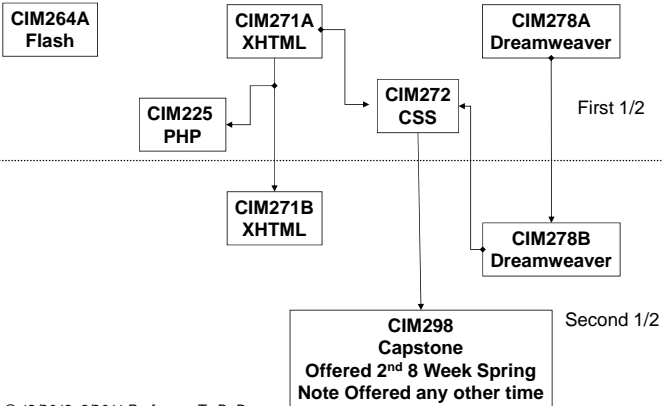 CIM264A
Flash
CIM271A
XHTML
CIM278A
Dreamweaver
CIM225
PHP
CIM272
CSS
First 1/2
CIM271B
XHTML
CIM278B
Dreamweaver
Second 1/2
CIM298
Capstone
Offered 2nd 8 Week Spring
Note Offered any other time